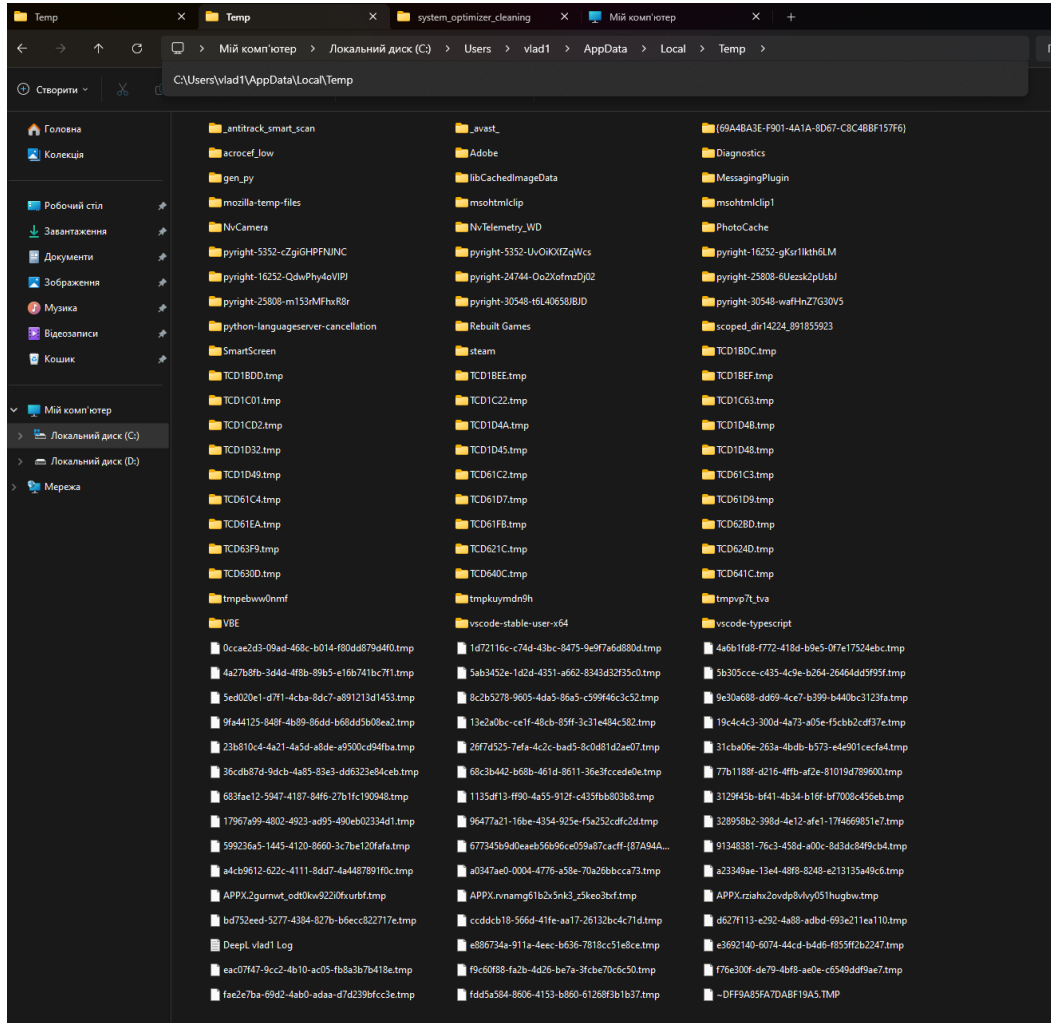 Temp
Temp
system_optimizer_cleaning
Мій комп'ютер
Мій комп'ютер > Локальний диск (C:) > Users > vlad1 > AppData > Local > Temp >
C:\Users\vlad1\AppData\Local\Temp
Створити
Головна
Колекція
Робочий стіл
Завантаження
Документи
Зображення
Музика
Відеозаписи
Кошик
Мій комп'ютер
Локальний диск (C:)
Локальний диск (D:)
Мережа
_antitrack_smart_scan _avast_ {69A4BA3E-F901-4A1A-8D67-C8C4BBF157F6}
acrocef_low Adobe Diagnostics
gen_py libCachedImageData MessagingPlugin
mozilla-temp-files msohtmlclip msohtmlclip1
NvCamera NvTelemetry_WD PhotoCache
pyright-5352-cZgiGHPFNJNC pyright-5352-UvOiKXfZqWcs pyright-16252-gKsr1lkth6LM
pyright-16252-QdwPhy4oVIPJ pyright-24744-Oo2XofmzDj02 pyright-25808-6Uezsk2pUsbJ
pyright-25808-m153rMFhxR8r pyright-30548-t6L40658JBJD pyright-30548-wafHnZ7G30V5
python-languageserver-cancellation Rebuilt Games scoped_dir14224_891855923
SmartScreen steam TCD1BDC.tmp
TCD1BDD.tmp TCD1BEE.tmp TCD1BEF.tmp
TCD1C01.tmp TCD1C22.tmp TCD1C63.tmp
TCD1CD2.tmp TCD1D4A.tmp TCD1D4B.tmp
TCD1D32.tmp TCD1D45.tmp TCD1D48.tmp
TCD1D49.tmp TCD61C2.tmp TCD61C3.tmp
TCD61C4.tmp TCD61D7.tmp TCD61D9.tmp
TCD61EA.tmp TCD61FB.tmp TCD62BD.tmp
TCD63F9.tmp TCD621C.tmp TCD624D.tmp
TCD630D.tmp TCD640C.tmp TCD641C.tmp
tmpebww0nmf tmpkuymdn9h tmpvp7t_tva
VBE vscode-stable-user-x64 vscode-typescript
0ccae2d3-09ad-468c-b014-f80dd879d4f0.tmp 1d72116c-c74d-43bc-8475-9e9f7a6d880d.tmp 4a6b1fd8-f772-418d-b9e5-0f7e17524ebc.tmp
4a27b8fb-3d4d-4f8b-89b5-e16b741bc7f1.tmp 5ab3452e-1d2d-4351-a662-8343d32f35c0.tmp 5b305cce-c435-4c9e-b264-26464dd5f95f.tmp
5ed020e1-d7f1-4cba-8dc7-a891213d1453.tmp 8c2b5278-9605-4da5-86a5-c599f46c3c52.tmp 9e30a688-dd69-4ce7-b399-b440bc3123fa.tmp
9fa44125-848f-4b89-86dd-b68dd5b08ea2.tmp 13e2a0bc-ce1f-48cb-85ff-3c31e484c582.tmp 19c4c4c3-300d-4a73-a05e-f5cbb2cdf37e.tmp
23b810c4-4a21-4a5d-a8de-a9500cd94fba.tmp 26f7d525-7efa-4c2c-bad5-8c0d81d2ae07.tmp 31cba06e-263a-4bdb-b573-e4e901cecfa4.tmp
36cdb87d-9dcb-4a85-83e3-dd6323e84ceb.tmp 68c3b442-b68b-461d-8611-36e3fccede0e.tmp 77b1188f-d216-4ffb-af2e-81019d789600.tmp
683fae12-5947-4187-84f6-27b1fc190948.tmp 1135df13-ff90-4a55-912f-c435fbb803b8.tmp 3129f45b-bf41-4b34-b16f-bf7008c456eb.tmp
17967a99-4802-4923-ad95-490eb02334d1.tmp 96477a21-16be-4354-925e-f5a252cdfc2d.tmp 328958b2-398d-4e12-afe1-17f4669851e7.tmp
599236a5-1445-4120-8660-3c7be120fafa.tmp 677345b9d0eaeb56b96ce059a87cacff-{87A94A... 91348381-76c3-458d-a00c-8d3dc84f9cb4.tmp
a4cb9612-622c-4111-8dd7-4a4487891f0c.tmp a0347ae0-0004-4776-a58e-70a26bbcca73.tmp a23349ae-13e4-48f8-8248-e213135a49c6.tmp
APPX.2gurnwt_odt0kw922i0fxurbf.tmp APPX.rvnamg61b2x5nk3_z5keo3txf.tmp APPX.rziahx2ovdp8vlvy051hugbw.tmp
bd752eed-5277-4384-827b-b6ecc822717e.tmp ccddcb18-566d-41fe-aa17-26132bc4c71d.tmp d627f113-e292-4a88-adbd-693e211ea110.tmp
DeepL vlad1 Log e886734a-911a-4eec-b636-7818cc51e8ce.tmp e3692140-6074-44cd-b4d6-f855ff2b2247.tmp
eac07f47-9cc2-4b10-ac05-fb8a3b7b418e.tmp f9c60f88-fa2b-4d26-be7a-3fcbe70c6c50.tmp f76e300f-de79-4bf8-ae0e-c6549ddf9ae7.tmp
fae2e7ba-69d2-4ab0-adaa-d7d239bfcc3e.tmp fdd5a584-8606-4153-b860-61268f3b1b37.tmp ~DFF9A85FA7DABF19A5.TMP